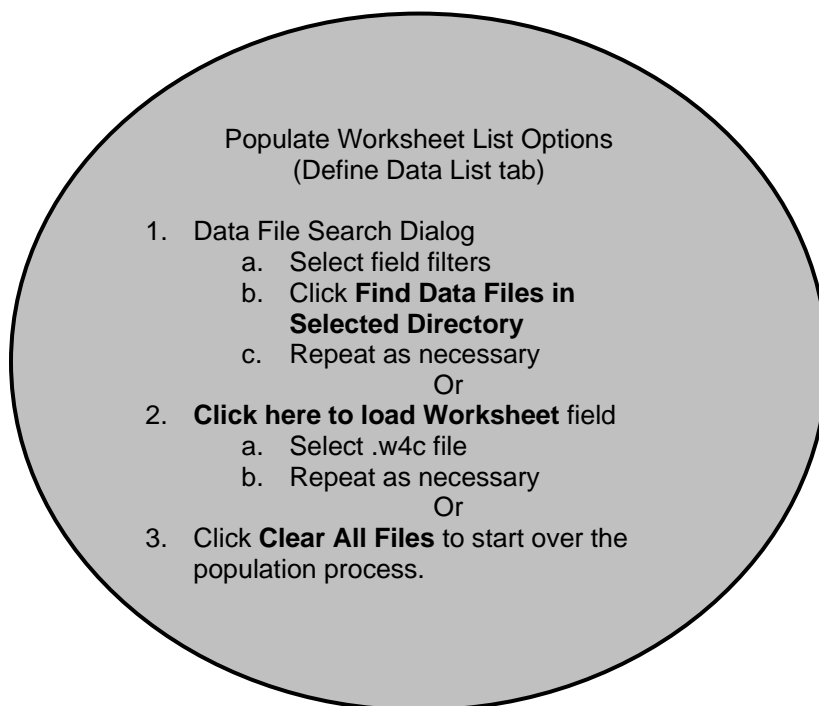 Populate Worksheet List Options
(Define Data List tab)
1. Data File Search Dialog
a. Select field filters
b. Click Find Data Files in
Selected Directory
c. Repeat as necessary
Or
2. Click here to load Worksheet field
a. Select .w4c file
b. Repeat as necessary
Or
3. Click Clear All Files to start over the
population process.